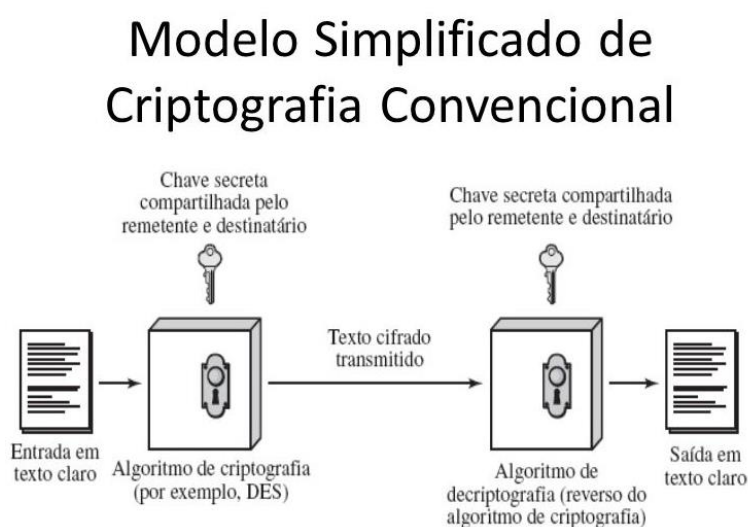 Modelo Simplificado de
Criptografia Convencional
Chave secreta
compartilhada pelo
remetente e destinatário
Chave secreta compartilhada
pelo remetente e destinatário
Texto cifrado
transmitido
Entrada em
texto claro
Algoritmo de criptografia
(por exemplo, DES)
Algoritmo de
decriptografia (reverso do
algoritmo de criptografia)
Saída em
texto claro